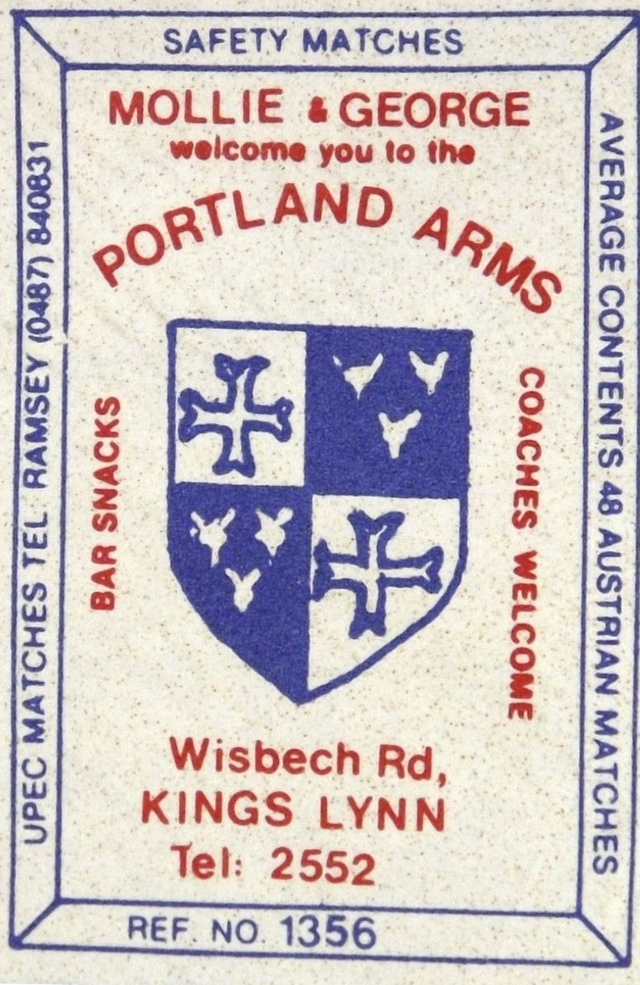 SAFETY MATCHES
MOLLIE & GEORGE
welcome you to the
PORTLAND ARMS
UPEC MATCHES TEL RAMSEY (0487) 840831
BAR SNACKS
COACHES WELCOME
AVERAGE CONTENTS 48 AUSTRIAN MATCHES
Wisbech Rd,
KINGS LYNN
Tel: 2552
REF. NO. 1356